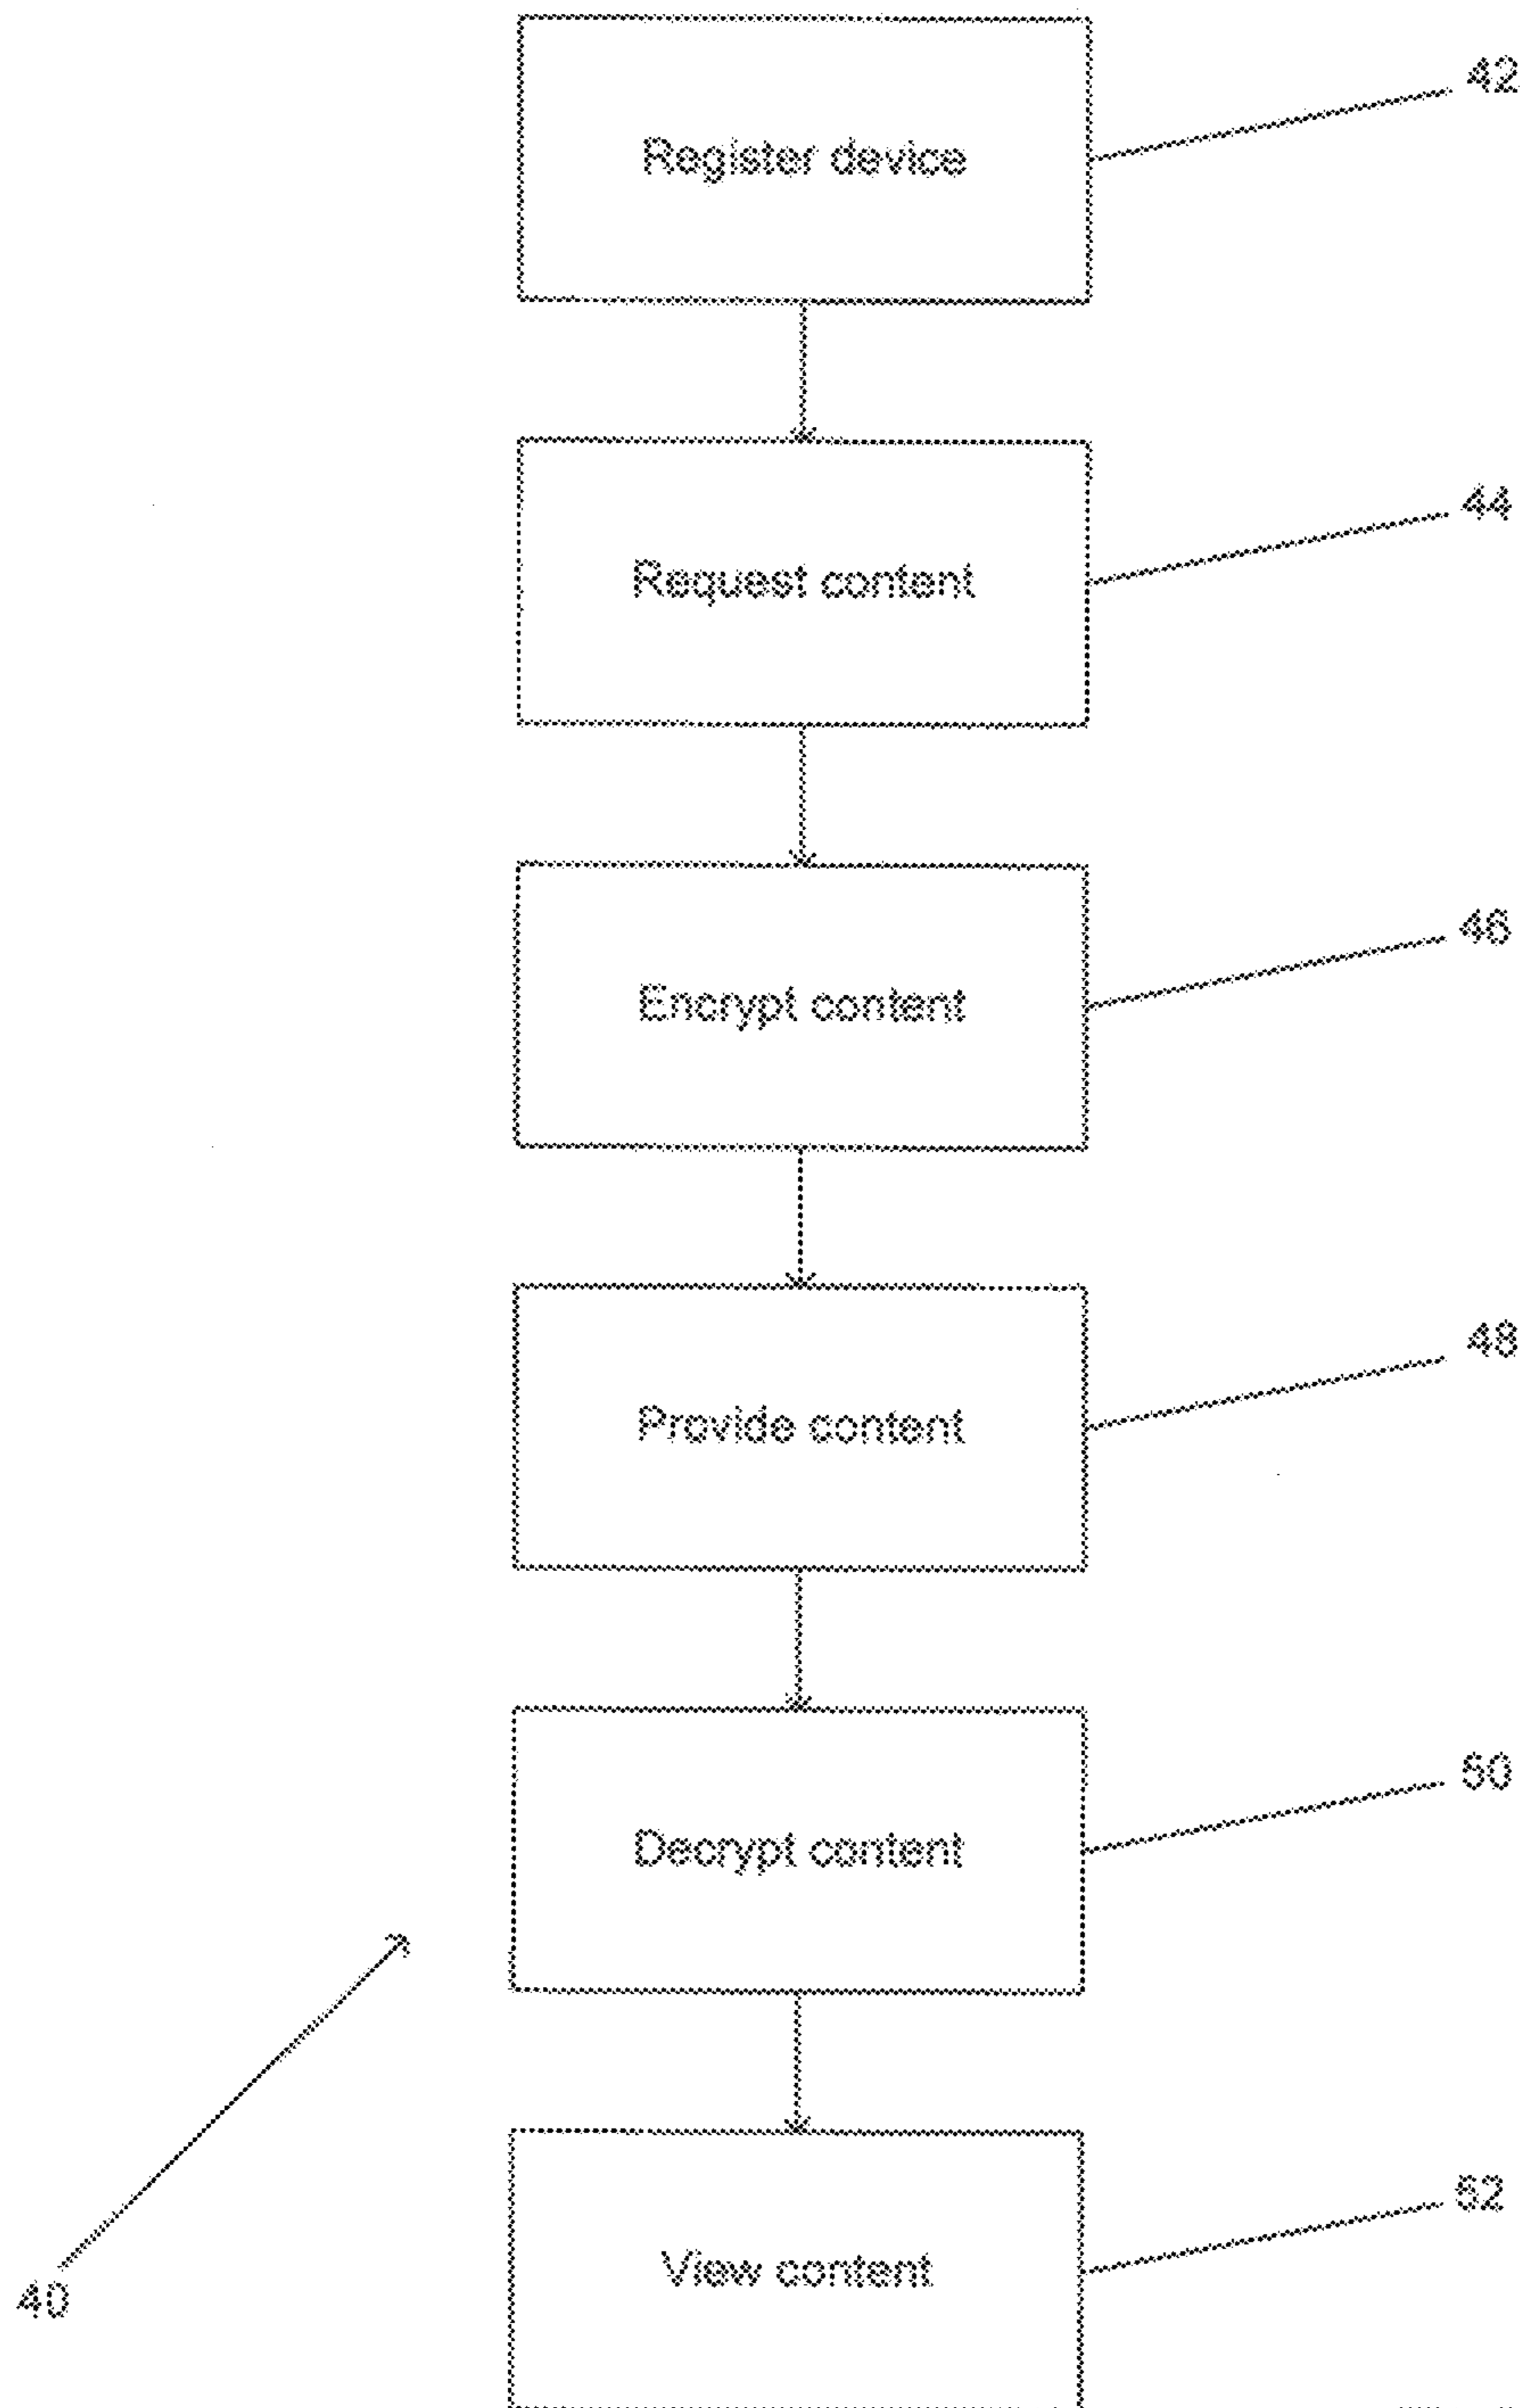 Register device
42
Request content
44
Encrypt content
46
Provide content
48
Decrypt content
50
View content
52
40